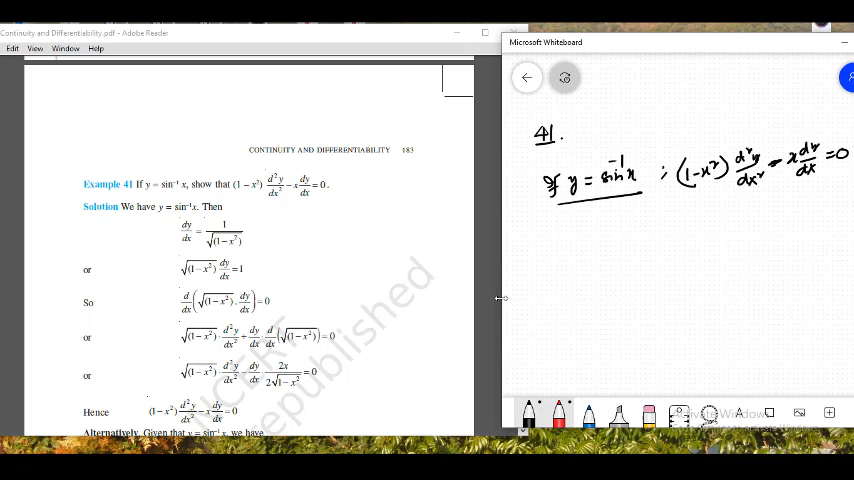 Continuity and Differentiability.pdf - Adobe Reader
Edit View Window Help
CONTINUITY AND DIFFERENTIABILITY 183
Example 41 If y = sin⁻¹ x, show that (1 – x²) d²y/dx² − x dy/dx = 0.
Solution We have y = sin⁻¹x. Then
dy/dx = 1/√(1−x²)
or √(1−x²) dy/dx = 1
So d/dx(√(1−x²) . dy/dx) = 0
or √(1−x²) · d²y/dx² + dy/dx · d/dx(√(1−x²)) = 0
or √(1−x²) · d²y/dx² − dy/dx · 2x/2√1−x² = 0
Hence (1−x²) d²y/dx² − x dy/dx = 0
Alternatively, Given that y = sin⁻¹ x, we have
NCERT
republished
Microsoft Whiteboard
41.
If y = sin⁻¹x ; (1−x²) d²y/dx² − x dy/dx = 0
Activate Windows